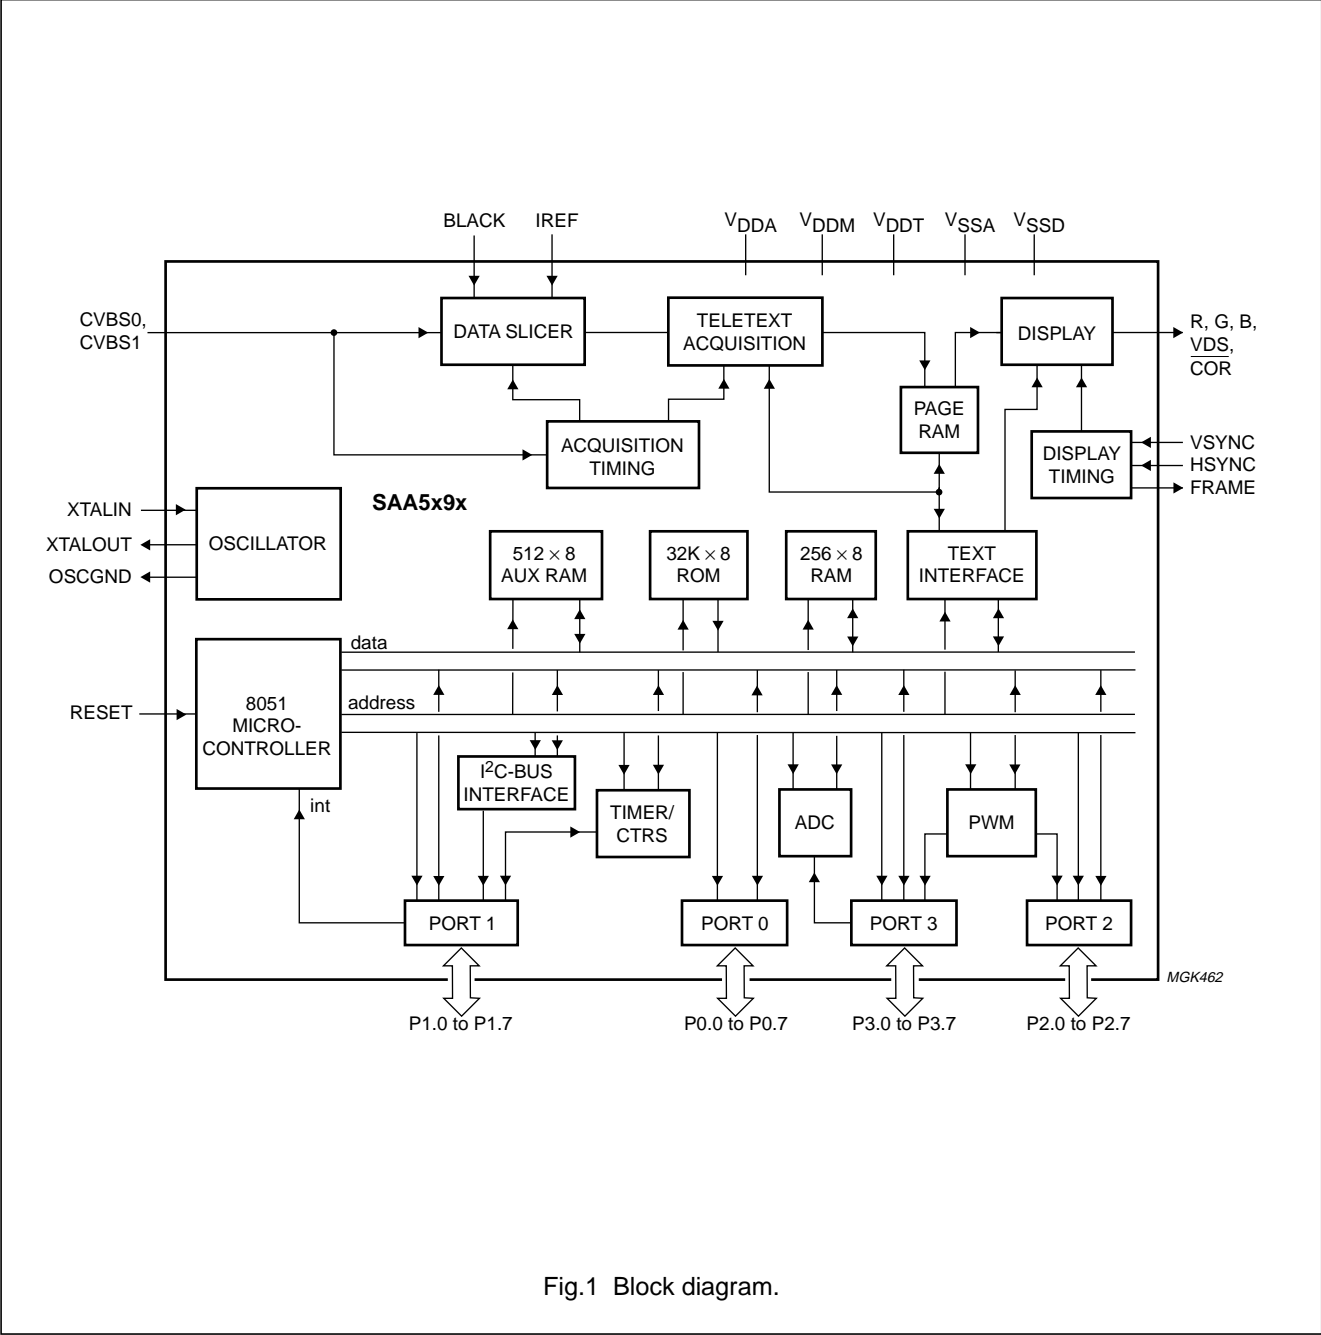 BLACK IREF VDDA VDDM VDDT VSSA VSSD
CVBS0,
CVBS1
DATA SLICER
TELETEXT
ACQUISITION
DISPLAY
R, G, B,
VDS,
COR
PAGE
RAM
ACQUISITION
TIMING
DISPLAY
TIMING
VSYNC
HSYNC
FRAME
SAA5x9x
XTALIN
XTALOUT
OSCGND
OSCILLATOR
512 × 8
AUX RAM
32K × 8
ROM
256 × 8
RAM
TEXT
INTERFACE
data
address
RESET
8051
MICRO-
CONTROLLER
int
I2C-BUS
INTERFACE
TIMER/
CTRS
ADC
PWM
PORT 1
PORT 0
PORT 3
PORT 2
MGK462
P1.0 to P1.7
P0.0 to P0.7
P3.0 to P3.7
P2.0 to P2.7
Fig.1 Block diagram.